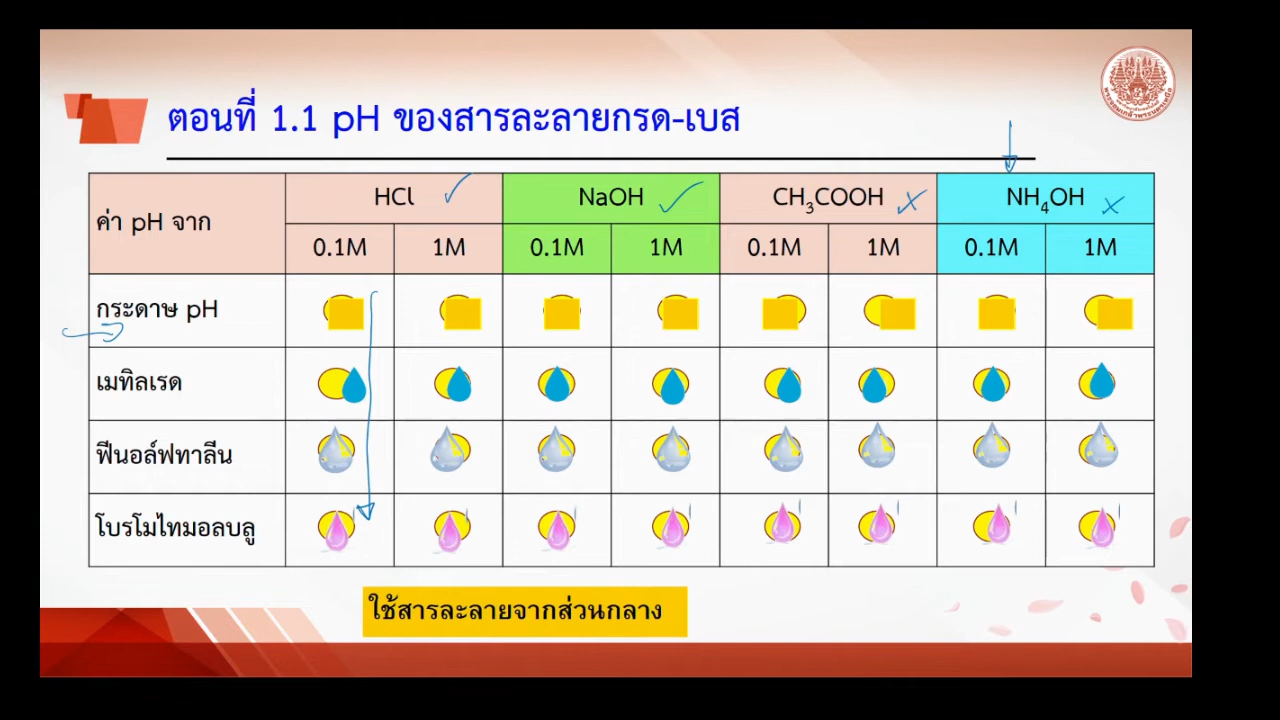 ตอนที่ 1.1 pH ของสารละลายกรด-เบส
ค่า pH จาก
HCl
NaOH
CH3COOH
NH4OH
0.1M
1M
0.1M
1M
0.1M
1M
0.1M
1M
กระดาษ pH
เมทิลเรด
ฟีนอล์ฟทาลีน
โบรโมไทมอลบลู
ใช้สารละลายจากส่วนกลาง